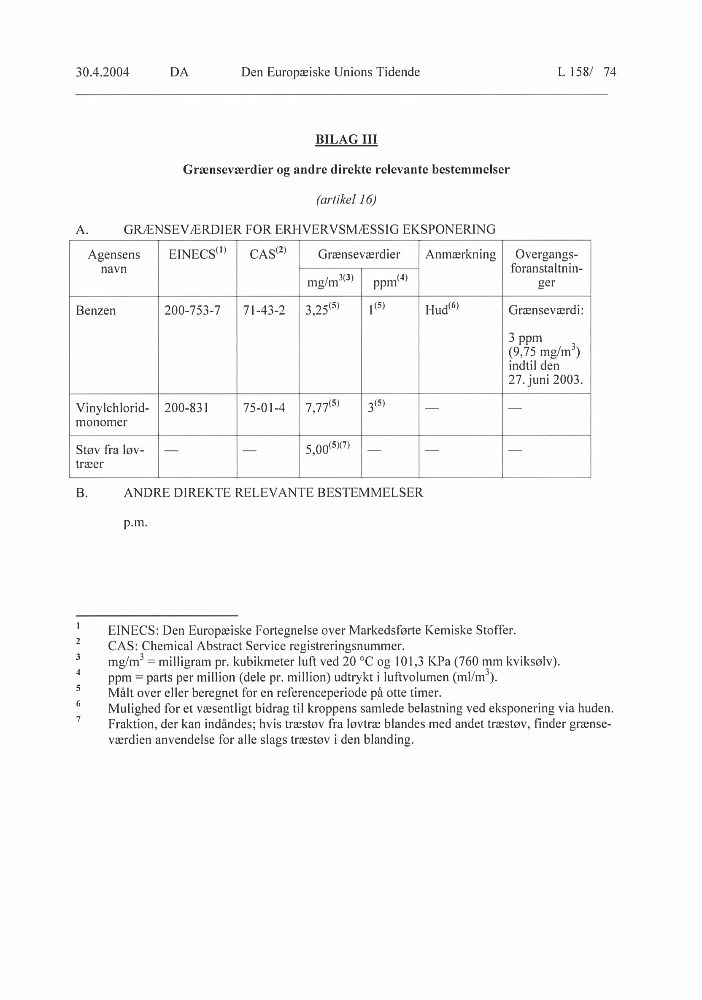 30.4.2004 DA Den Europæiske Unions Tidende L 158/ 74
BILAG III
Grænseværdier og andre direkte relevante bestemmelser
(artikel 16)
A. GRÆNSEVÆRDIER FOR ERHVERVSMÆSSIG EKSPONERING
Agensens navn EINECS(1) CAS(2) Grænseværdier Anmærkning Overgangs-foranstaltnin-ger
mg/m3(3) ppm(4)
Benzen 200-753-7 71-43-2 3,25(5) 1(5) Hud(6) Grænseværdi:
3 ppm
(9,75 mg/m3)
indtil den
27. juni 2003.
Vinylchlorid- 200-831 75-01-4 7,77(5) 3(5) — —
monomer
Støv fra løv- — — 5,00(5)(7) — — —
træer
B. ANDRE DIREKTE RELEVANTE BESTEMMELSER
p.m.
1 EINECS: Den Europæiske Fortegnelse over Markedsførte Kemiske Stoffer.
2 CAS: Chemical Abstract Service registreringsnummer.
3 mg/m3 = milligram pr. kubikmeter luft ved 20 °C og 101,3 KPa (760 mm kviksølv).
4 ppm = parts per million (dele pr. million) udtrykt i luftvolumen (ml/m3).
5 Målt over eller beregnet for en referenceperiode på otte timer.
6 Mulighed for et væsentligt bidrag til kroppens samlede belastning ved eksponering via huden.
7 Fraktion, der kan indåndes; hvis træstøv fra løvtræ blandes med andet træstøv, finder grænse-
værdien anvendelse for alle slags træstøv i den blanding.